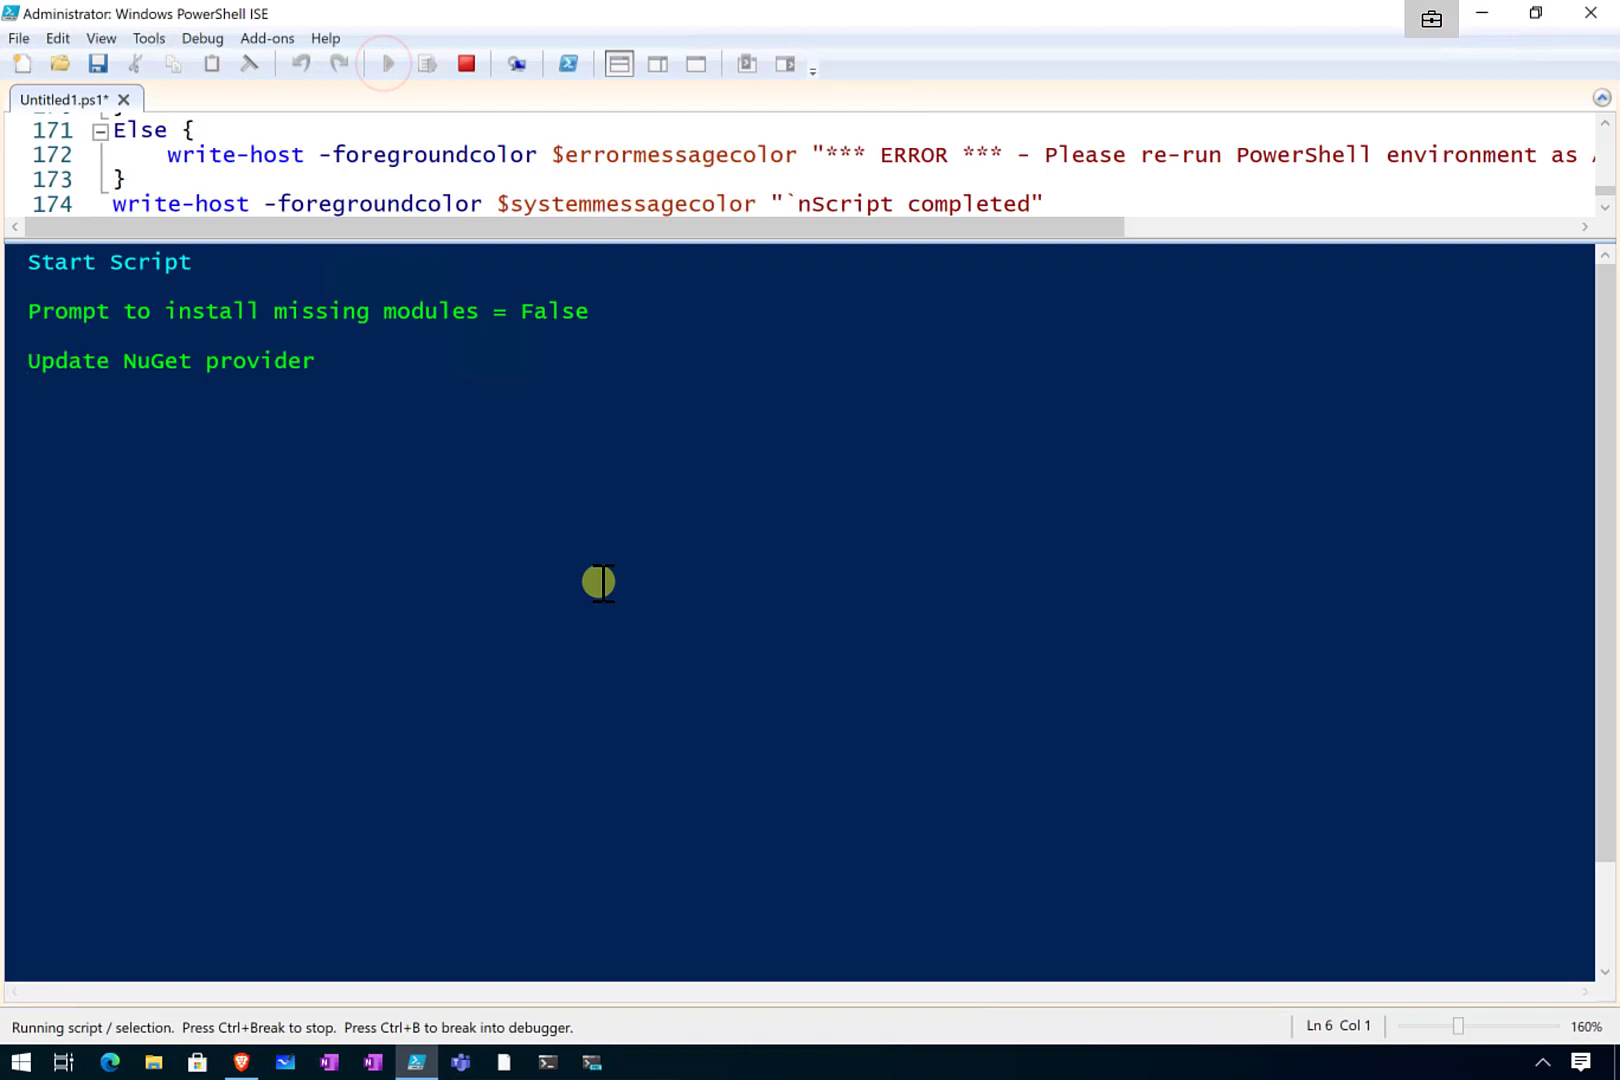 Administrator: Windows PowerShell ISE
File Edit View Tools Debug Add-ons Help
Untitled1.ps1*
171 Else {
172 write-host -foregroundcolor $errormessagecolor "*** ERROR *** - Please re-run PowerShell environment as
173 }
174 write-host -foregroundcolor $systemmessagecolor "`nScript completed"
Start Script
Prompt to install missing modules = False
Update NuGet provider
Running script / selection. Press Ctrl+Break to stop. Press Ctrl+B to break into debugger.
Ln 6 Col 1
160%